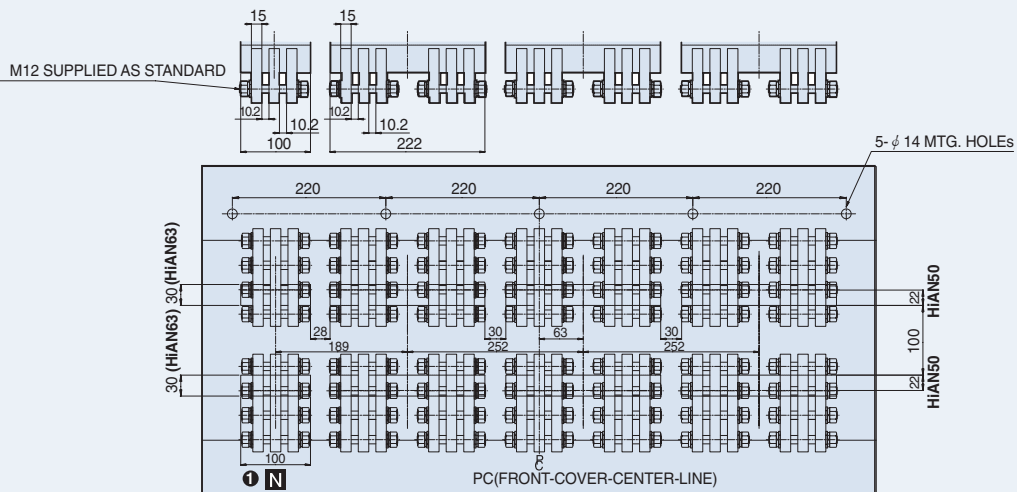 15
15
M12 SUPPLIED AS STANDARD
10.2
10.2
10.2
10.2
100
222
5-ϕ 14 MTG. HOLEs
220
220
220
220
30 (HiAN63)
22
HiAN50
28
30
63
30
189
252
252
100
30 (HiAN63)
22
HiAN50
100
❶ N
PC(FRONT-COVER-CENTER-LINE)